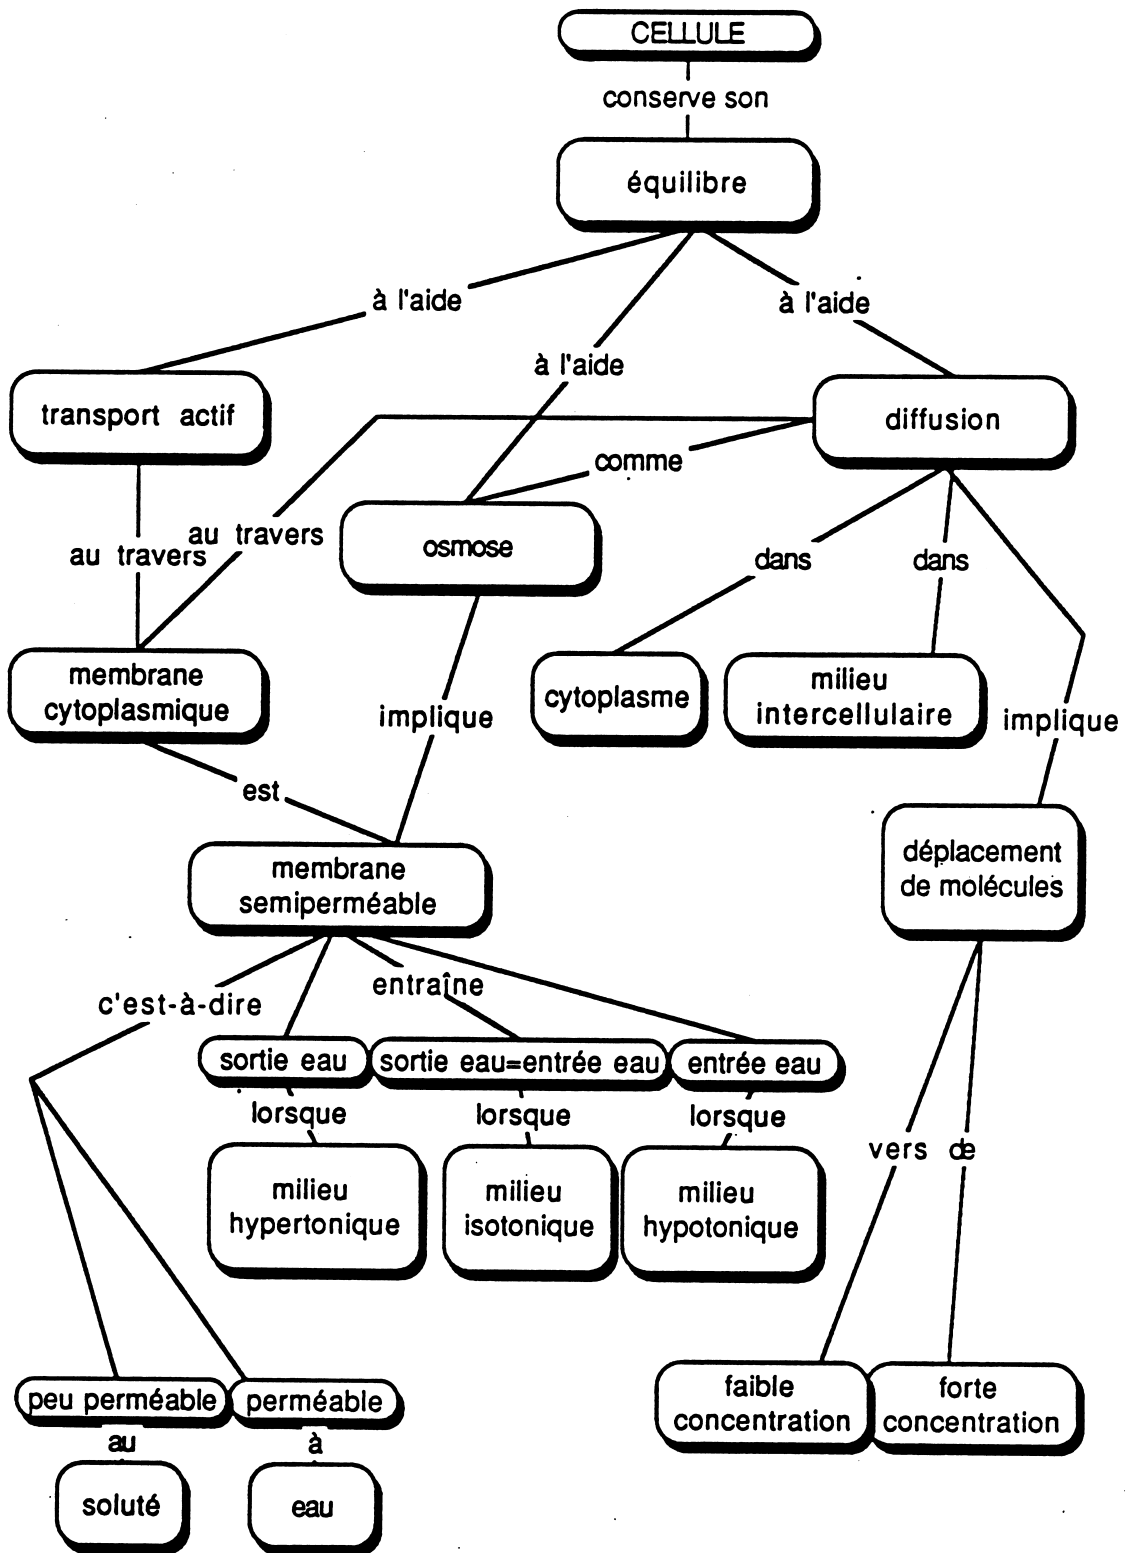 CELLULE
conserve son
équilibre
à l'aide
à l'aide
à l'aide
transport actif
diffusion
comme
au travers
au travers
osmose
dans
dans
membrane
cytoplasmique
cytoplasme
milieu
intercellulaire
implique
implique
est
membrane
semiperméable
déplacement
de molécules
c'est-à-dire
entraîne
sortie eau
sortie eau=entrée eau
entrée eau
lorsque
lorsque
lorsque
milieu
hypertonique
milieu
isotonique
milieu
hypotonique
vers
de
peu perméable
perméable
faible
concentration
forte
concentration
au
à
soluté
eau